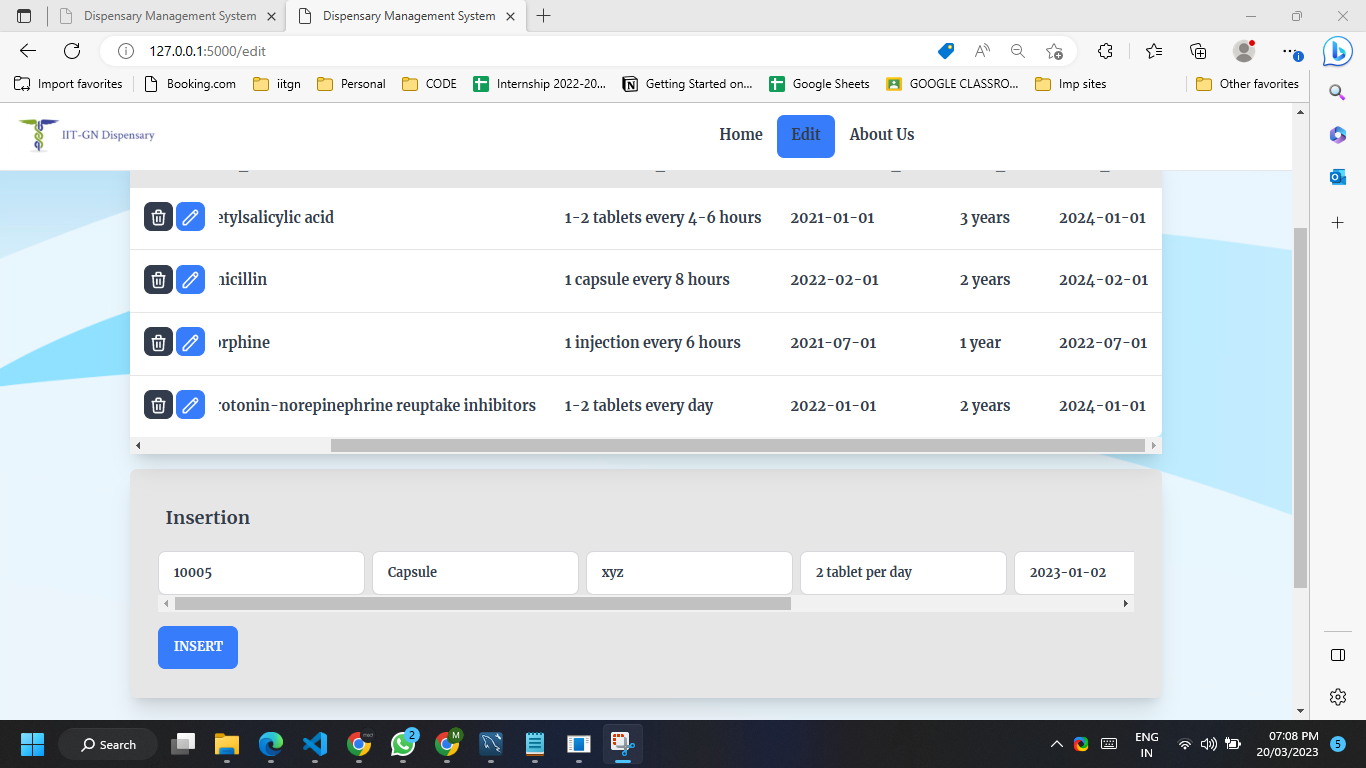 Dispensary Management System
Dispensary Management System
127.0.0.1:5000/edit
Import favorites
Booking.com
iitgn
Personal
CODE
Internship 2022-20...
Getting Started on...
Google Sheets
GOOGLE CLASSRO...
Imp sites
Other favorites
IIT-GN Dispensary
Home
Edit
About Us
etylsalicylic acid 1-2 tablets every 4-6 hours 2021-01-01 3 years 2024-01-01
nicillin 1 capsule every 8 hours 2022-02-01 2 years 2024-02-01
orphine 1 injection every 6 hours 2021-07-01 1 year 2022-07-01
rotonin-norepinephrine reuptake inhibitors 1-2 tablets every day 2022-01-01 2 years 2024-01-01
Insertion
10005 Capsule xyz 2 tablet per day 2023-01-02
INSERT
Search
2
M
ENG
IN
07:08 PM
20/03/2023
5